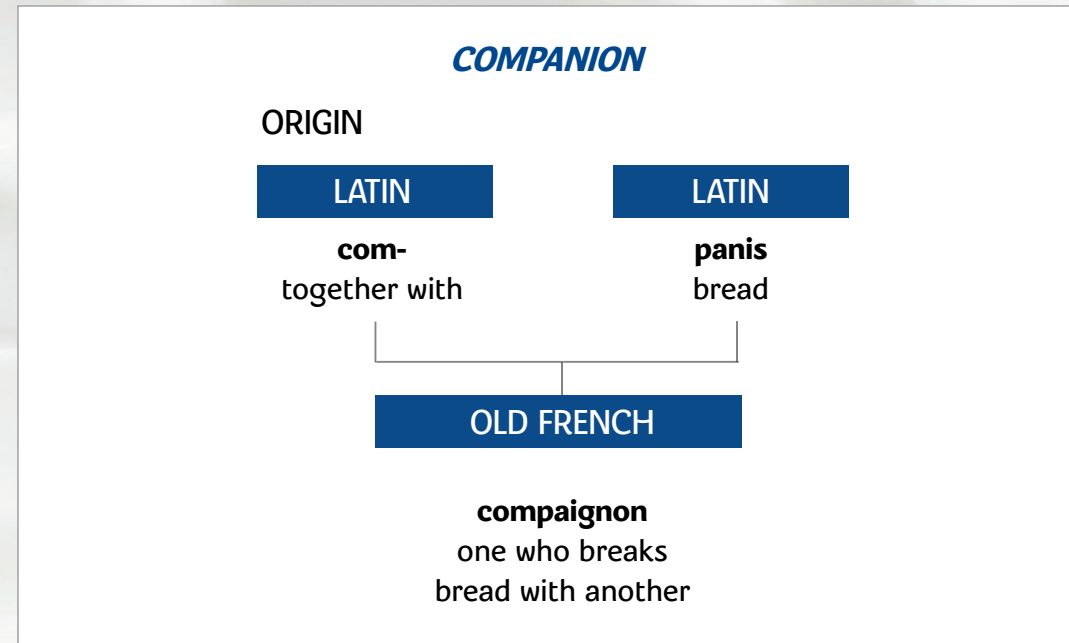 COMPANION
ORIGIN
LATIN
LATIN
com-
together with
panis
bread
OLD FRENCH
compaignon
one who breaks
bread with another